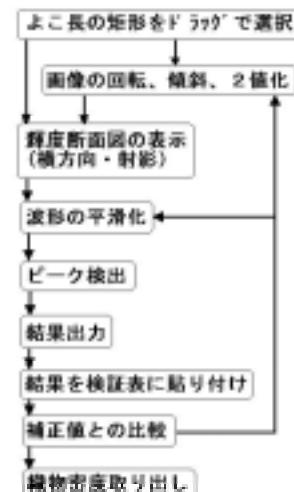 よこ長の矩形をドラッグで選択
画像の回転、傾斜、2値化
輝度断面図の表示
(横方向・射影)
波形の平滑化
ピーク検出
結果出力
結果を検証表に貼り付け
補正値との比較
織物密度取り出し